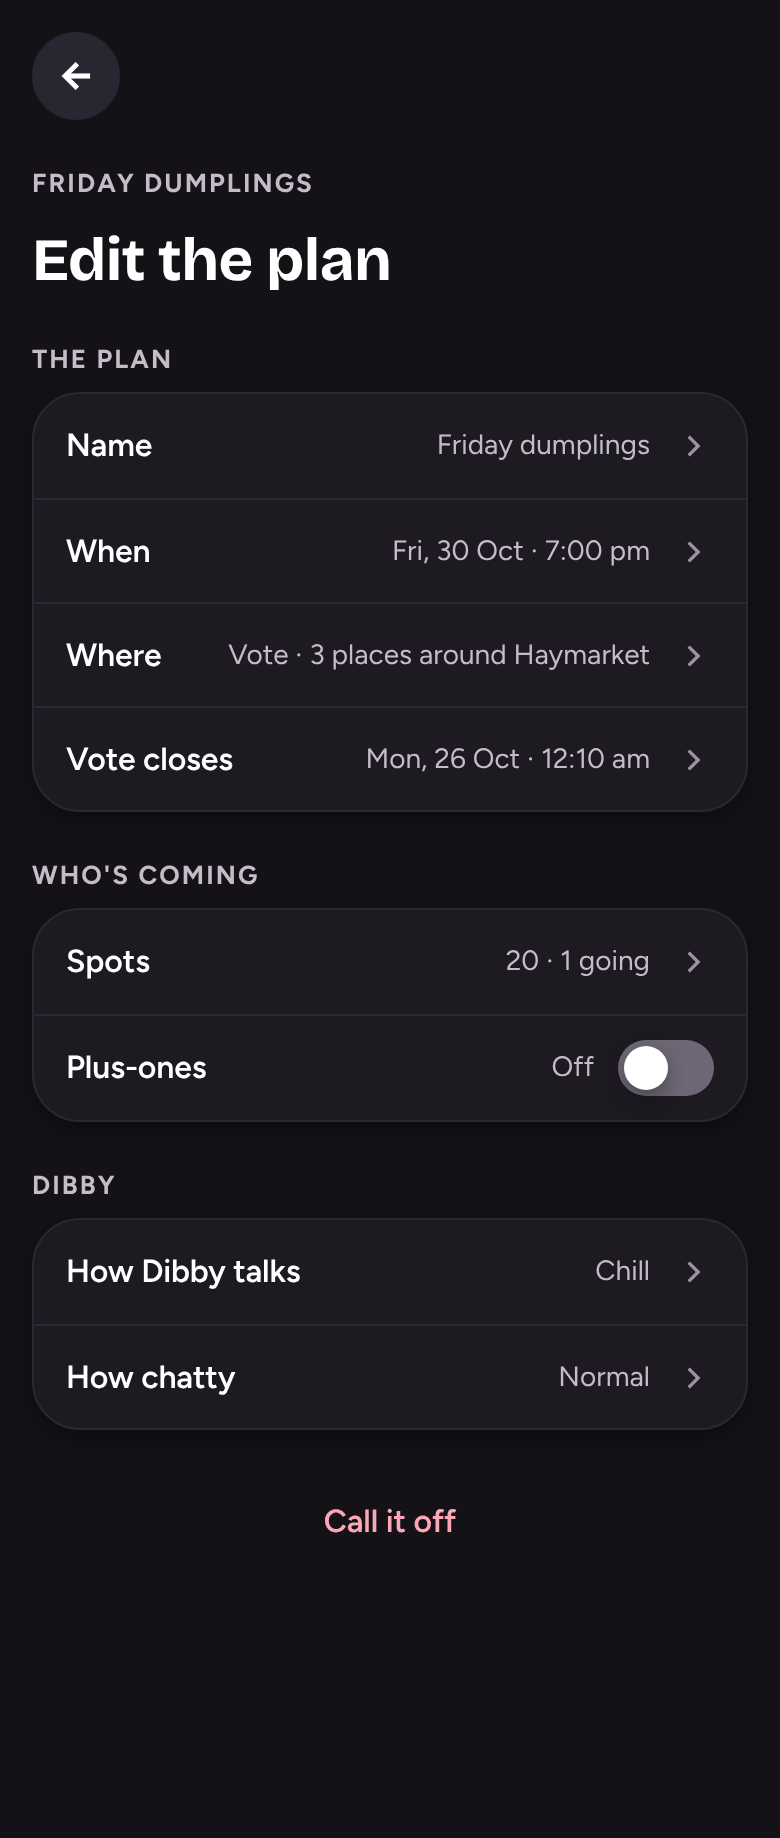 FRIDAY DUMPLINGS
Edit the plan
THE PLAN
Name Friday dumplings
When Fri, 30 Oct · 7:00 pm
Where Vote · 3 places around Haymarket
Vote closes Mon, 26 Oct · 12:10 am
WHO'S COMING
Spots 20 · 1 going
Plus-ones Off
DIBBY
How Dibby talks Chill
How chatty Normal
Call it off